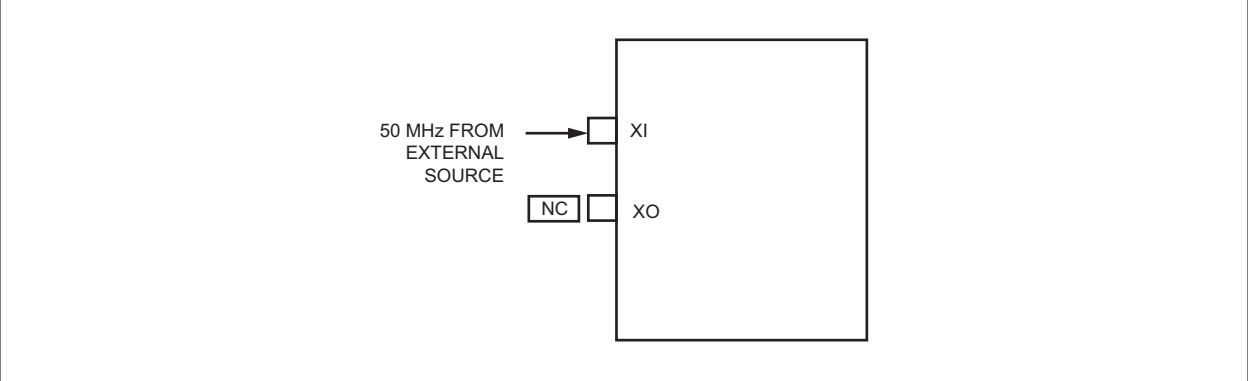 50 MHz FROM
EXTERNAL
SOURCE
XI
NC
XO